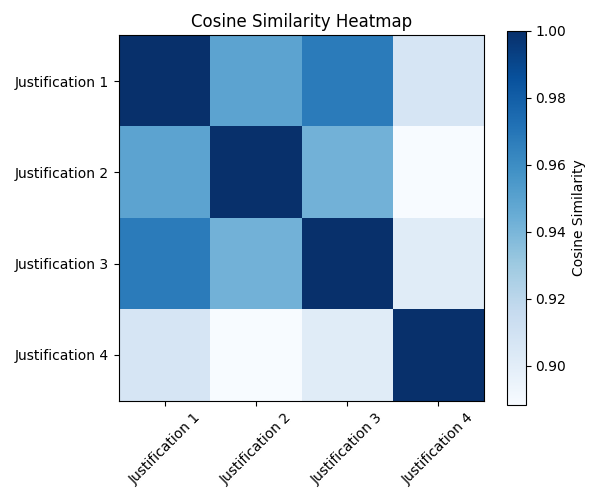 Cosine Similarity Heatmap
Justification 1
Justification 2
Justification 3
Justification 4
Justification 1
Justification 2
Justification 3
Justification 4
1.00
0.98
0.96
0.94
0.92
0.90
Cosine Similarity